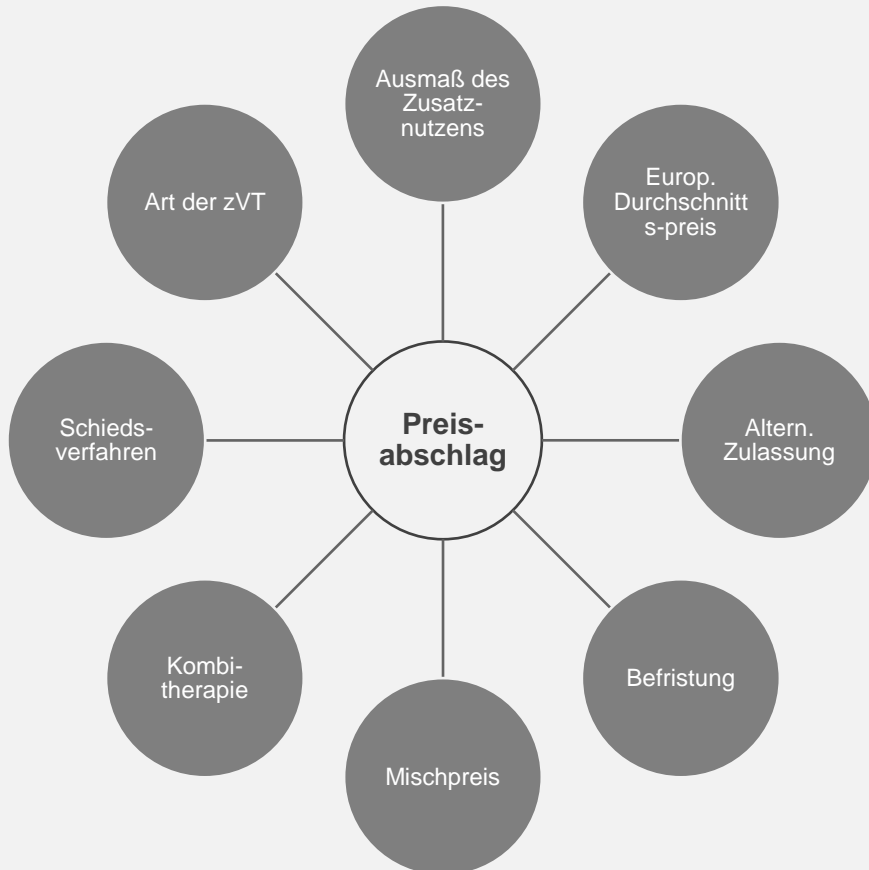 Ausmaß des
Zusatz-
nutzens
Europ.
Durchschnitt
s-preis
Art der zVT
Preis-
abschlag
Schieds-
verfahren
Altern.
Zulassung
Kombi-
therapie
Befristung
Mischpreis